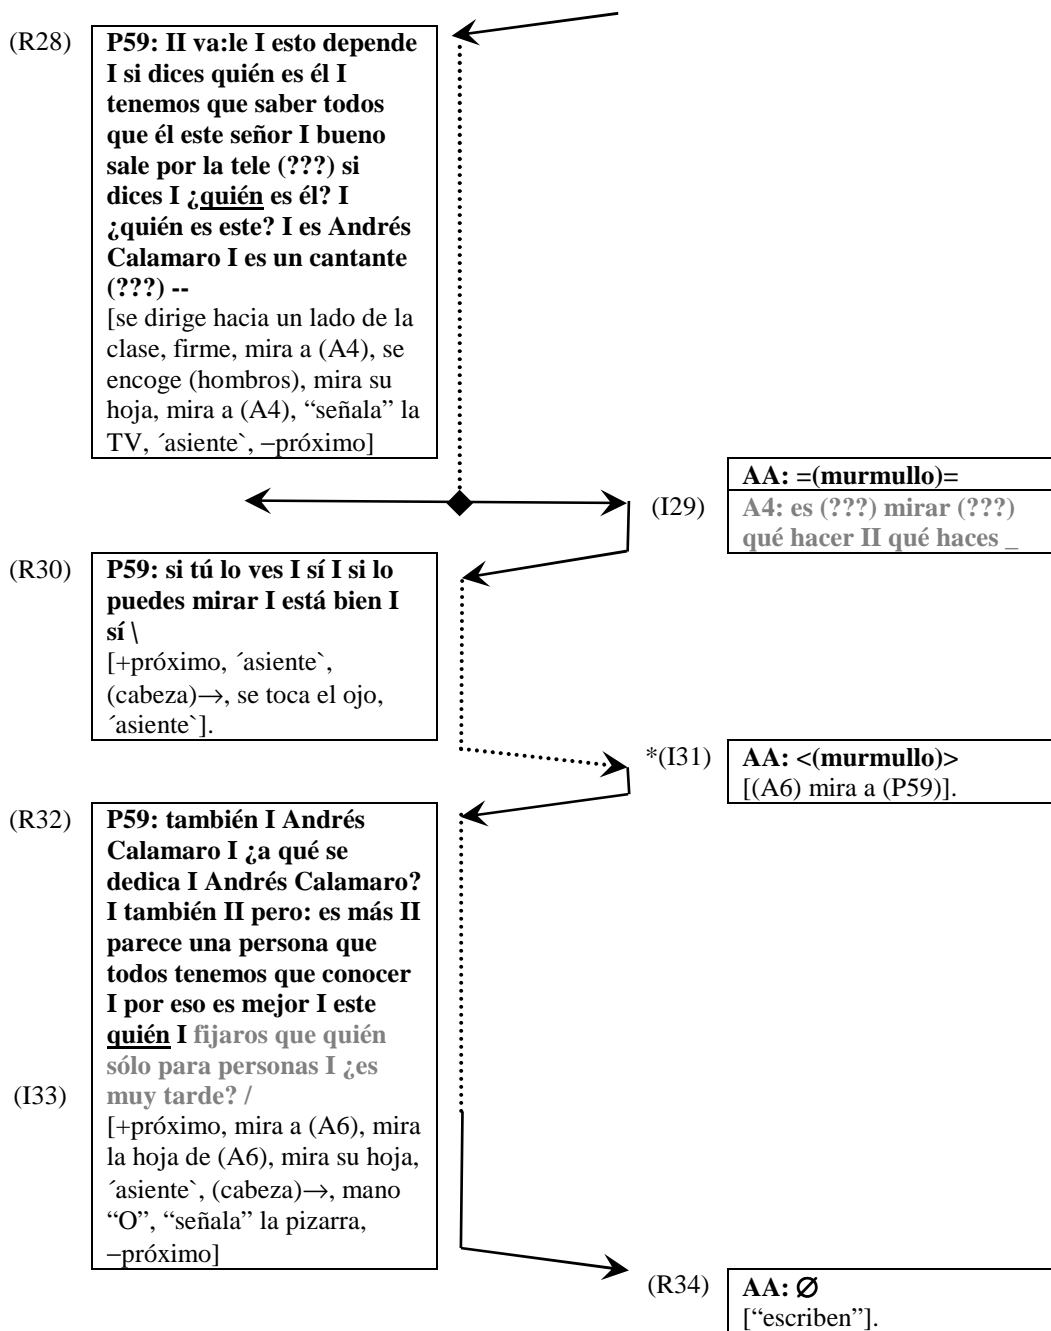 (R28)
P59: II va:le I esto depende
I si dices quién es él I
tenemos que saber todos
que él este señor I bueno
sale por la tele (???) si
dices I ¿quién es él? I
¿quién es este? I es Andrés
Calamaro I es un cantante
(???) --
[se dirige hacia un lado de la
clase, firme, mira a (A4), se
encoge (hombros), mira su
hoja, mira a (A4), “señala” la
TV, ´asiente`, −próximo]
(I29)
AA: =(murmullo)=
A4: es (???) mirar (???)
qué hacer II qué haces _
(R30)
P59: si tú lo ves I sí I si lo
puedes mirar I está bien I
sí \
[+próximo, ´asiente`,
(cabeza)→, se toca el ojo,
´asiente`].
*(I31)
AA: <(murmullo)>
[(A6) mira a (P59)].
(R32)
P59: también I Andrés
Calamaro I ¿a qué se
dedica I Andrés Calamaro?
I también II pero: es más II
parece una persona que
todos tenemos que conocer
I por eso es mejor I este
quién I fijaros que quién
sólo para personas I ¿es
(I33)
muy tarde? /
[+próximo, mira a (A6), mira
la hoja de (A6), mira su hoja,
´asiente`, (cabeza)→, mano
“O”, “señala” la pizarra,
−próximo]
(R34)
AA: Ø
[“escriben”].